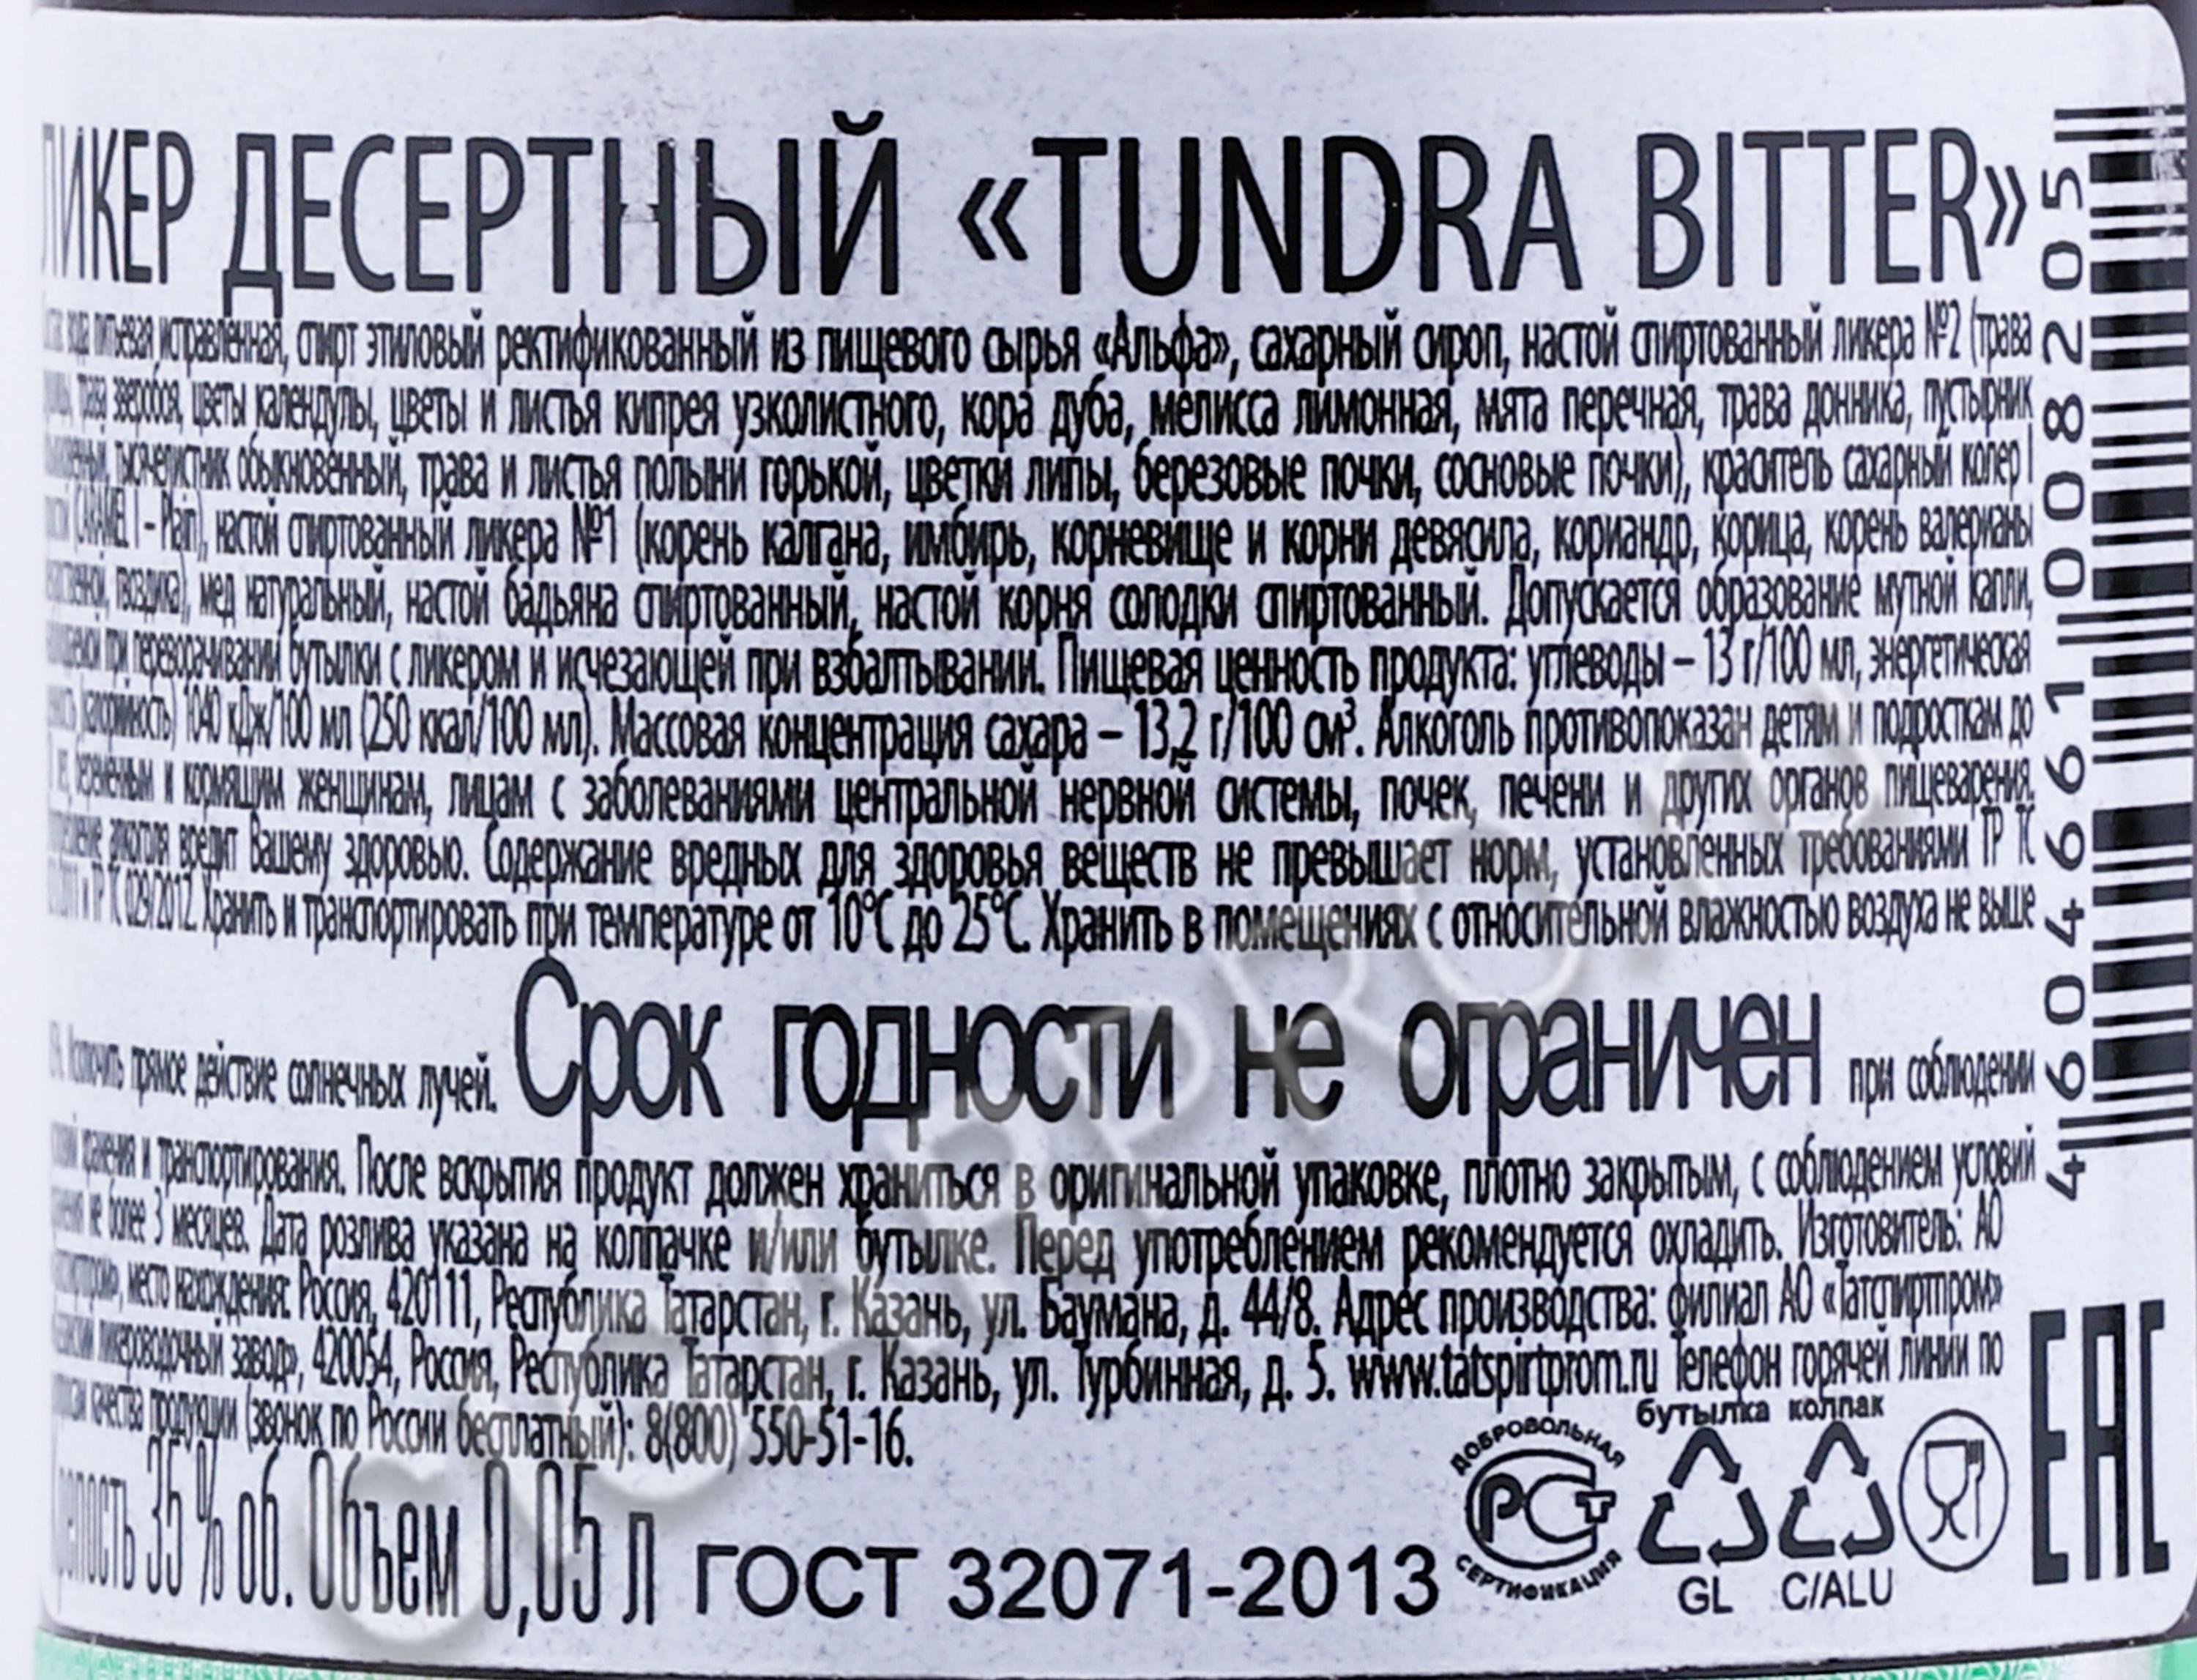 ЛИКЕР ДЕСЕРТНЫЙ «TUNDRA BITTER»
вода питьевая исправленная, спирт этиловый ректификованный из пищевого сырья «Альфа», сахарный сироп, настой спиртованный ликера №2 (трава
трава зверобоя, цветы календулы, цветы и листья кипрея узколистного, кора дуба, мелисса лимонная, мята перечная, трава донника, пустырник
тысячелистник обыкновенный, трава и листья полыни горькой, цветки липы, березовые почки, сосновые почки), краситель сахарный колер I
(CARAMEL I – Plain), настой спиртованный ликера №1 (корень калгана, имбирь, корневище и корни девясила, кориандр, корица, корень валерианы
гвоздика), мед натуральный, настой бадьяна спиртованный, настой корня солодки спиртованный. Допускается образование мутной капли,
при переворачивании бутылки с ликером и исчезающей при взбалтывании. Пищевая ценность продукта: углеводы – 13 г/100 мл, энергетическая
(калорийность) 1040 кДж/100 мл (250 ккал/100 мл). Массовая концентрация сахара – 13,2 г/100 см³. Алкоголь противопоказан детям и подросткам до
беременным и кормящим женщинам, лицам с заболеваниями центральной нервной системы, почек, печени и других органов пищеварения.
алкоголя вредит Вашему здоровью. Содержание вредных для здоровья веществ не превышает норм, установленных требованиями ТР ТС
и ТР ТС 029/2012. Хранить и транспортировать при температуре от 10°С до 25°С. Хранить в помещениях с относительной влажностью воздуха не выше
Исключить прямое действие солнечных лучей. Срок годности не ограничен при соблюдении
хранения и транспортирования. После вскрытия продукт должен храниться в оригинальной упаковке, плотно закрытым, с соблюдением условий
не более 3 месяцев. Дата розлива указана на колпачке и/или бутылке. Перед употреблением рекомендуется охладить. Изготовитель: АО
место нахождения: Россия, 420111, Республика Татарстан, г. Казань, ул. Баумана, д. 44/8. Адрес производства: филиал АО «Татспиртпром»
ликероводочный завод», 420054, Россия, Республика Татарстан, г. Казань, ул. Турбинная, д. 5. www.tatspirtprom.ru Телефон горячей линии по
качества продукции (звонок по России бесплатный): 8(800) 550-51-16.
бутылка колпак
35 % об. Объем 0,05 л ГОСТ 32071-2013
ДОБРОВОЛЬНАЯ
РСТ
СЕРТИФИКАЦИЯ
GL C/ALU
EAC
4 604661 008205